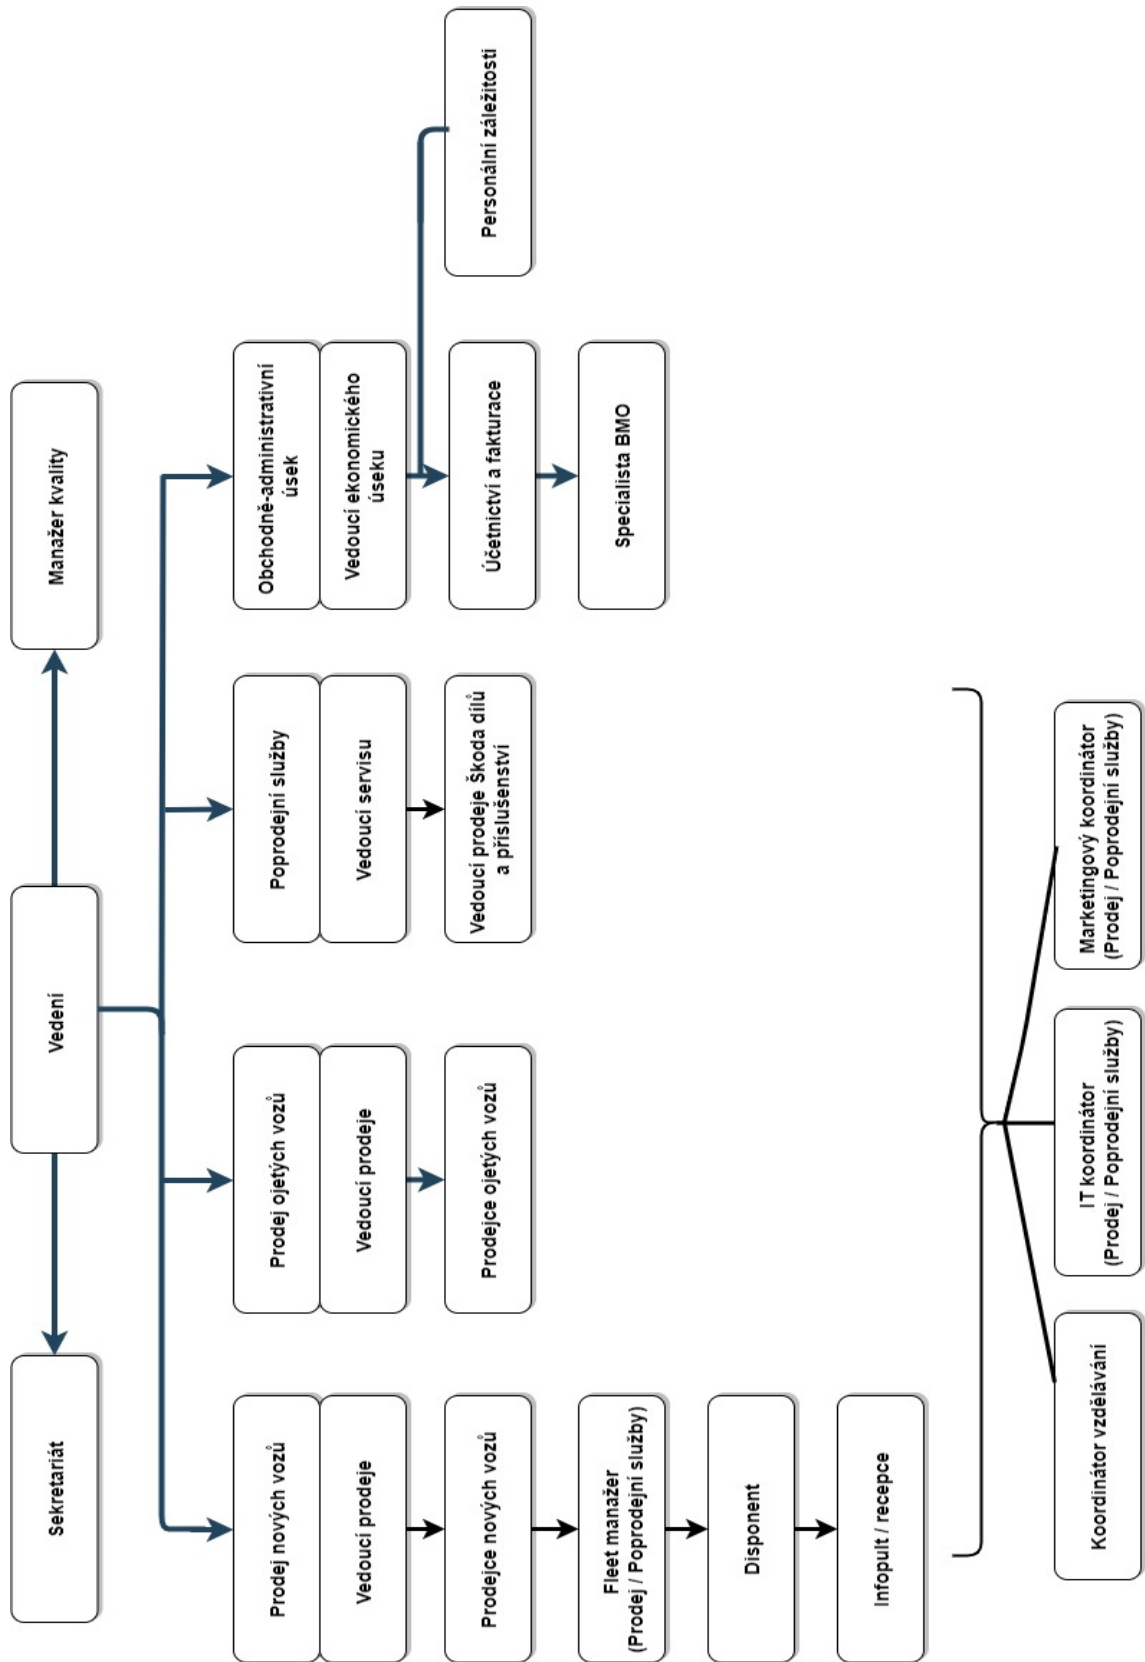 Sekretariát
Vedení
Manažer kvality
Prodej nových vozů
Vedoucí prodeje
Prodej ojetých vozů
Vedoucí prodeje
Poprodejní služby
Vedoucí servisu
Obchodně-administrativní
úsek
Vedoucí ekonomického
úseku
Prodejce nových vozů
Prodejce ojetých vozů
Vedoucí prodeje Škoda dílů
a příslušenství
Účetnictví a fakturace
Personální záležitosti
Fleet manažer
(Prodej / Poprodejní služby)
Specialista BMO
Disponent
Infopult / recepce
Koordinátor vzdělávání
IT koordinátor
(Prodej / Poprodejní služby)
Marketingový koordinátor
(Prodej / Poprodejní služby)